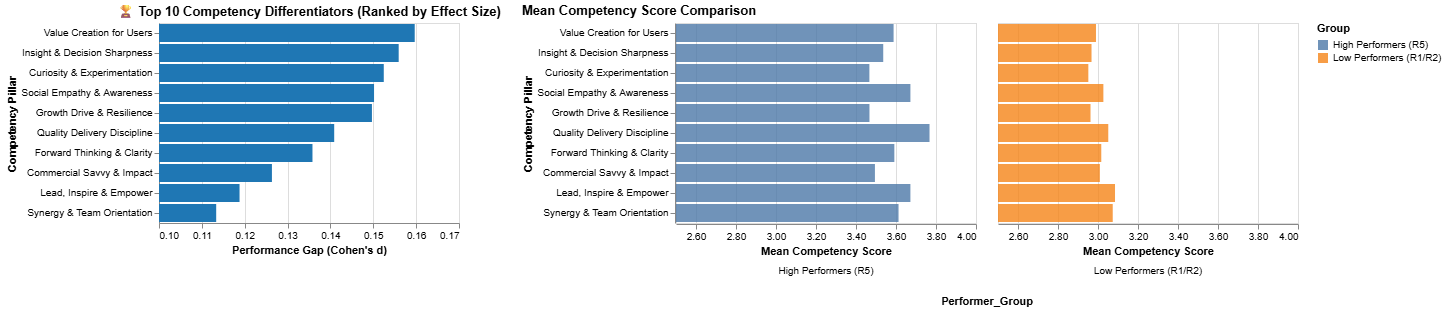 🏆 Top 10 Competency Differentiators (Ranked by Effect Size)
Competency Pillar
Value Creation for Users
Insight & Decision Sharpness
Curiosity & Experimentation
Social Empathy & Awareness
Growth Drive & Resilience
Quality Delivery Discipline
Forward Thinking & Clarity
Commercial Savvy & Impact
Lead, Inspire & Empower
Synergy & Team Orientation
0.10 0.11 0.12 0.13 0.14 0.15 0.16 0.17
Performance Gap (Cohen's d)
Mean Competency Score Comparison
Competency Pillar
Value Creation for Users
Insight & Decision Sharpness
Curiosity & Experimentation
Social Empathy & Awareness
Growth Drive & Resilience
Quality Delivery Discipline
Forward Thinking & Clarity
Commercial Savvy & Impact
Lead, Inspire & Empower
Synergy & Team Orientation
2.60 2.80 3.00 3.20 3.40 3.60 3.80 4.00
Mean Competency Score
High Performers (R5)
2.60 2.80 3.00 3.20 3.40 3.60 3.80 4.00
Mean Competency Score
Low Performers (R1/R2)
Performer_Group
Group
High Performers (R5)
Low Performers (R1/R2)